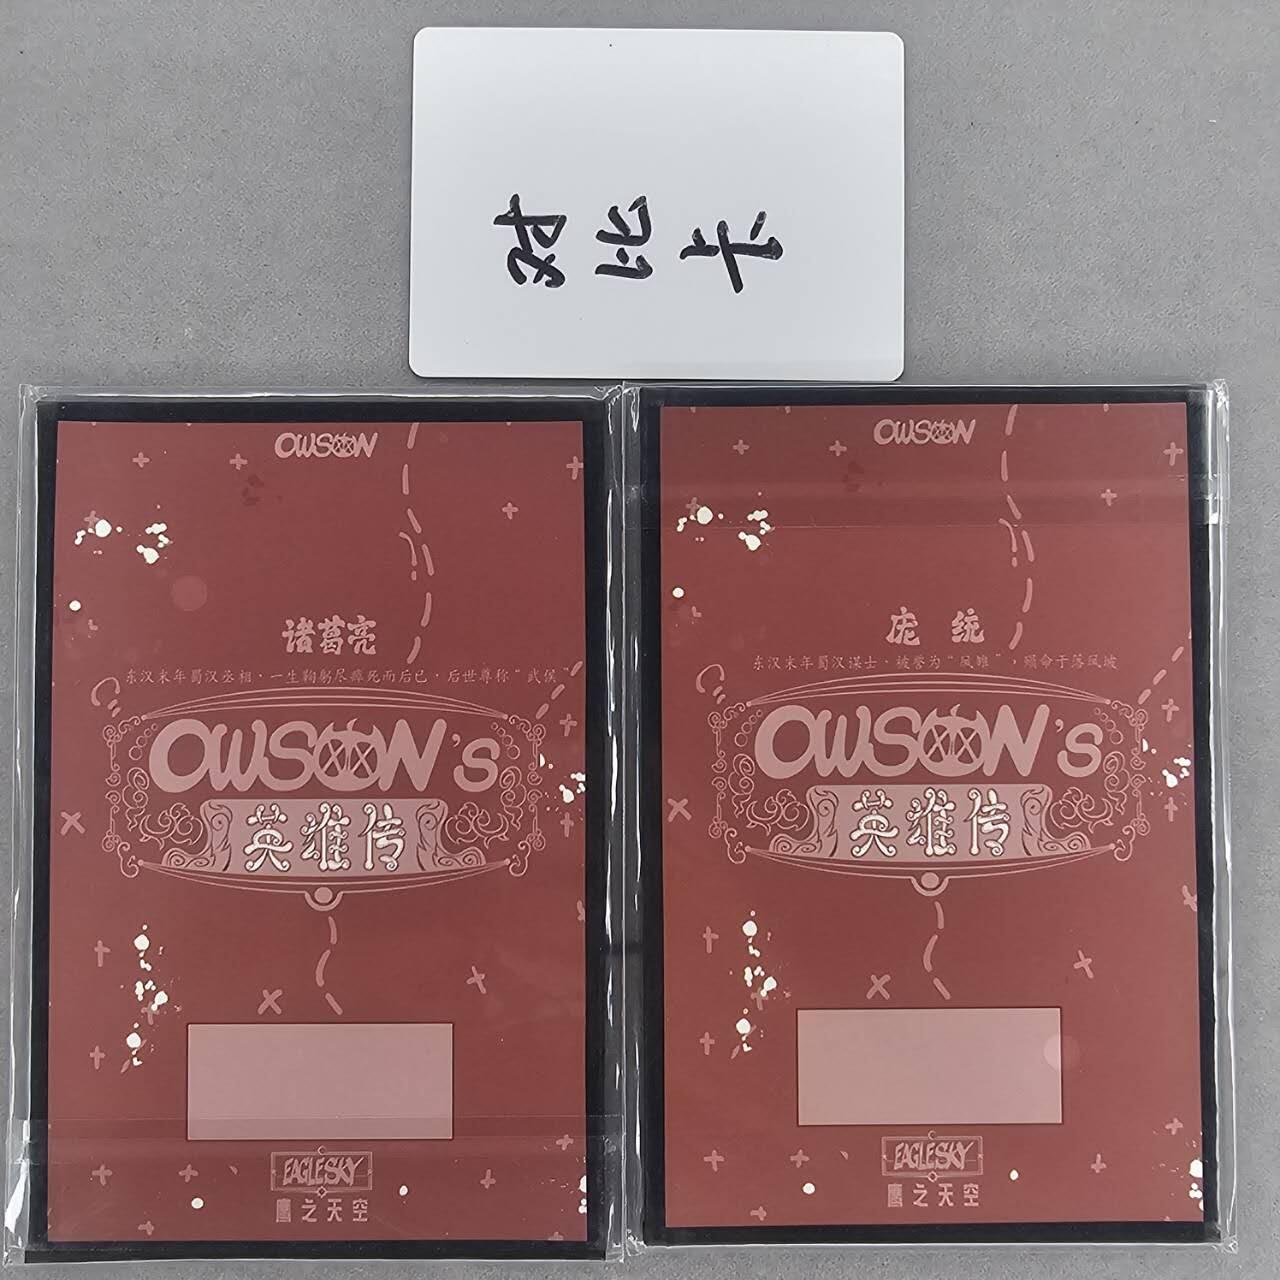 OWSON
诸葛亮
东汉末年蜀汉丞相·一生鞠躬尽瘁死而后已·后世尊称“武侯”
OWSON's
英雄传
EAGLESKY
鹰之天空
OWSON
庞 统
东汉末年蜀汉谋士·被誉为“凤雏”，殒命于落凤坡
OWSON's
英雄传
EAGLESKY
鹰之天空